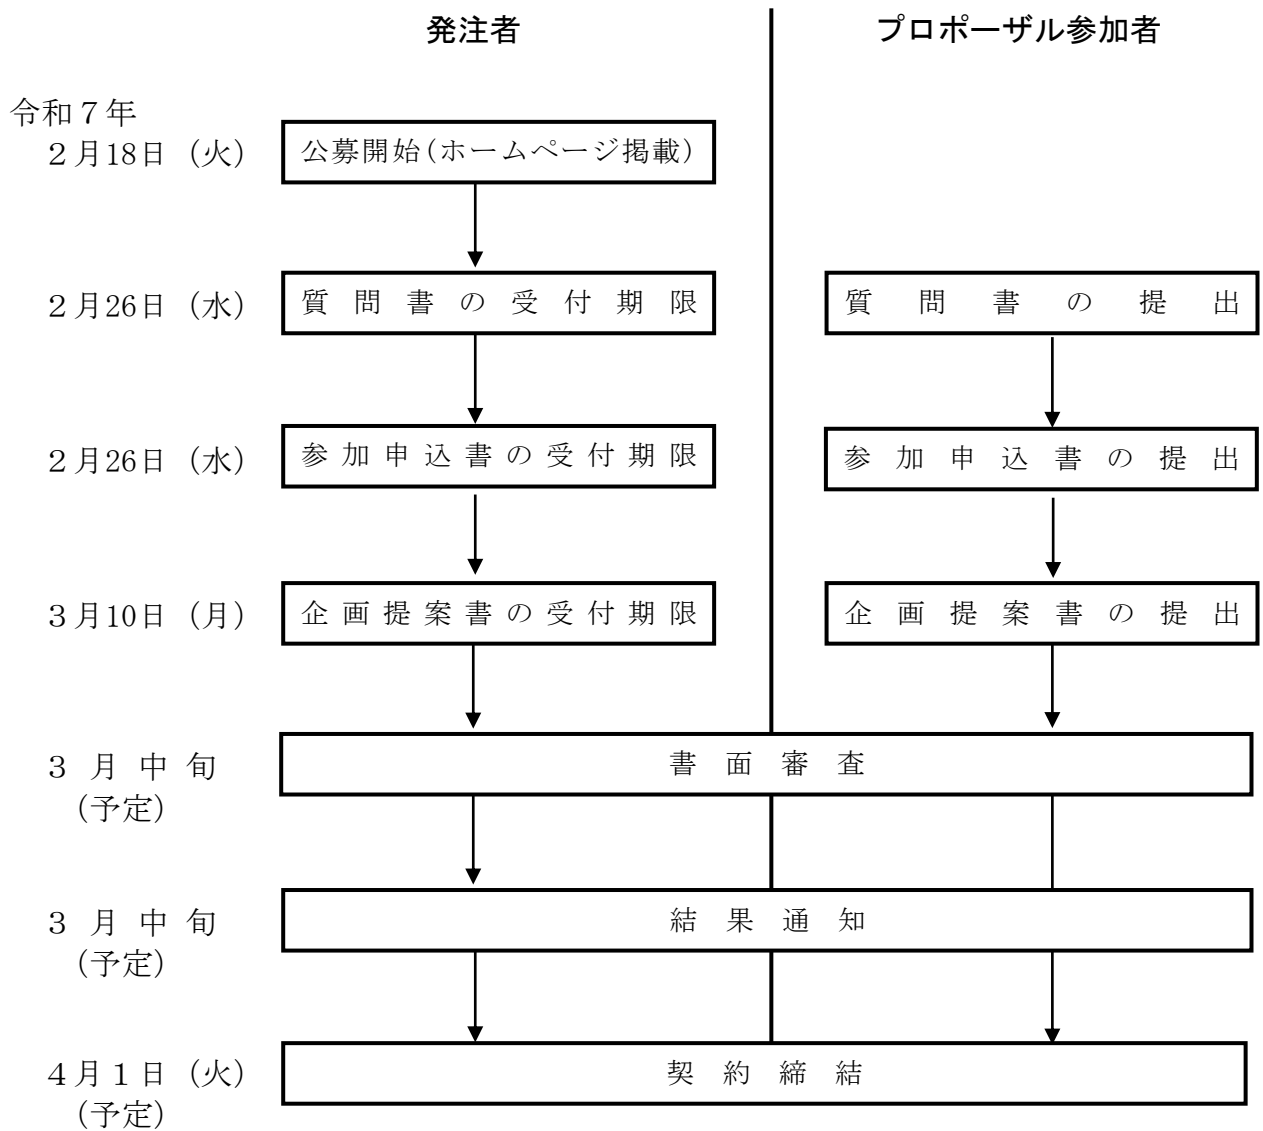 発注者
プロポーザル参加者
令和７年
２月18日（火）
公募開始（ホームページ掲載）
２月26日（水）
質問書の受付期限
質問書の提出
２月26日（水）
参加申込書の受付期限
参加申込書の提出
３月10日（月）
企画提案書の受付期限
企画提案書の提出
３月中旬
（予定）
書面審査
３月中旬
（予定）
結果通知
４月１日（火）
（予定）
契約締結